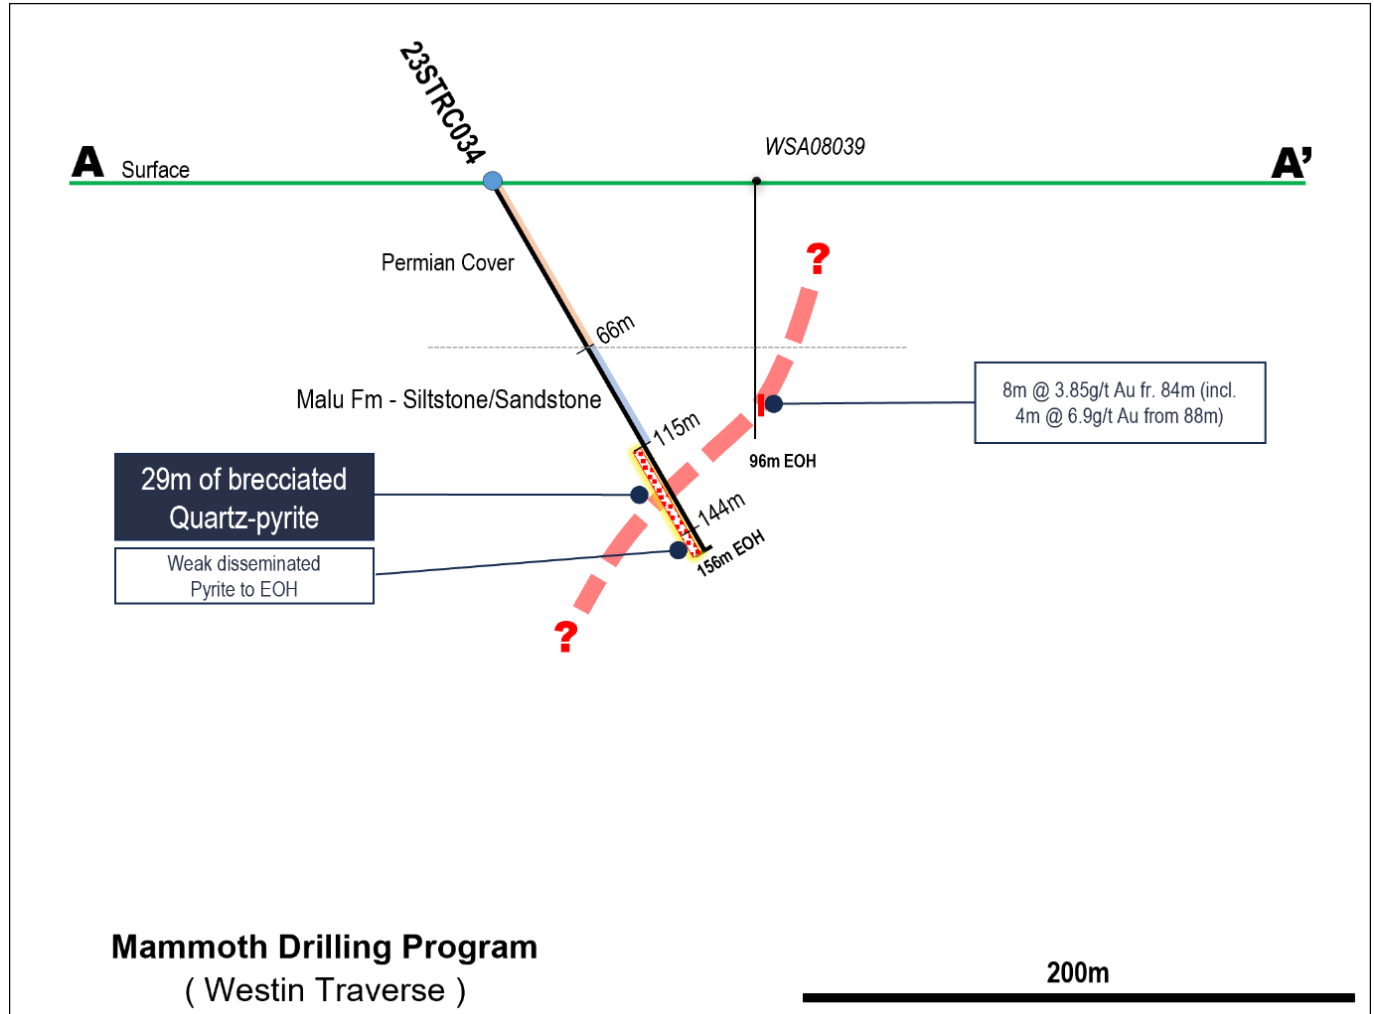 23STRC034
WSA08039
A
Surface
A’
?
Permian Cover
66m
8m @ 3.85g/t Au fr. 84m (incl.
4m @ 6.9g/t Au from 88m)
Malu Fm - Siltstone/Sandstone
115m
96m EOH
29m of brecciated
Quartz-pyrite
144m
156m EOH
Weak disseminated
Pyrite to EOH
?
Mammoth Drilling Program
( Westin Traverse )
200m